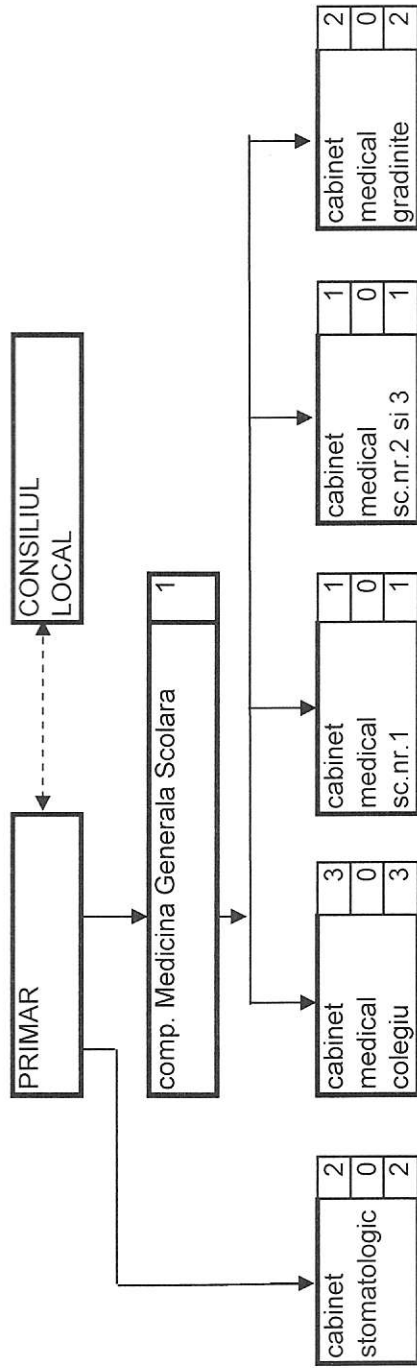 PRIMAR
CONSILIUL
LOCAL
comp. Medicina Generala Scolara
1
cabinet
stomatologic
2
0
2
cabinet
medical
colegiu
3
0
3
cabinet
medical
sc.nr.1
1
0
1
cabinet
medical
sc.nr.2 si 3
1
0
1
cabinet
medical
gradinite
2
0
2